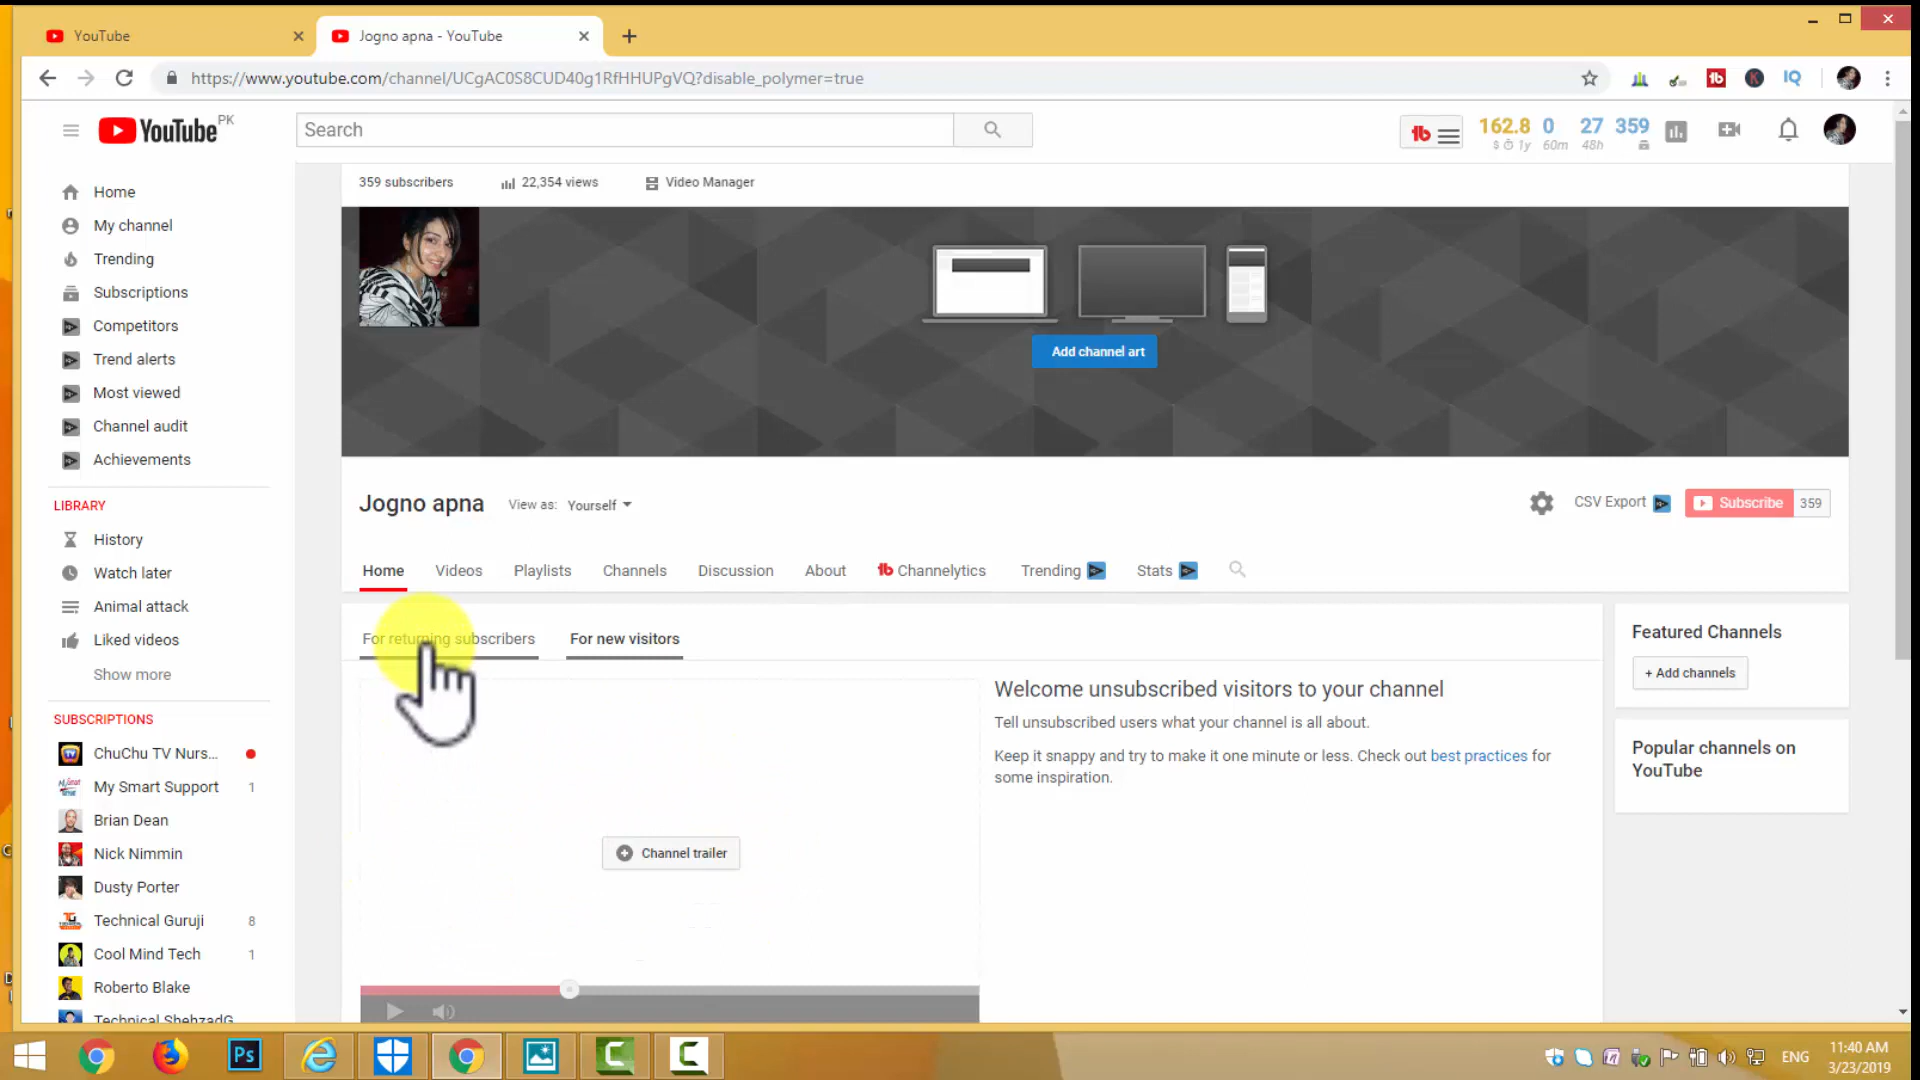 YouTube
Jogno apna - YouTube
https://www.youtube.com/channel/UCgAC0S8CUD40g1RfHHUPgVQ?disable_polymer=true
YouTube PK
Search
162.8 0 27 359
$ 1y 60m 48h
359 subscribers 22,354 views Video Manager
Home
My channel
Trending
Subscriptions
Competitors
Trend alerts
Most viewed
Channel audit
Achievements
LIBRARY
History
Watch later
Animal attack
Liked videos
Show more
SUBSCRIPTIONS
ChuChu TV Nurs...
My Smart Support 1
Brian Dean
Nick Nimmin
Dusty Porter
Technical Guruji 8
Cool Mind Tech 1
Roberto Blake
Technical ShehzadG
Add channel art
Jogno apna View as: Yourself
CSV Export Subscribe 359
Home Videos Playlists Channels Discussion About Channelytics Trending Stats
For returning subscribers For new visitors
Channel trailer
Welcome unsubscribed visitors to your channel
Tell unsubscribed users what your channel is all about.
Keep it snappy and try to make it one minute or less. Check out best practices for
some inspiration.
Featured Channels
+ Add channels
Popular channels on
YouTube
ENG
11:40 AM
3/23/2019